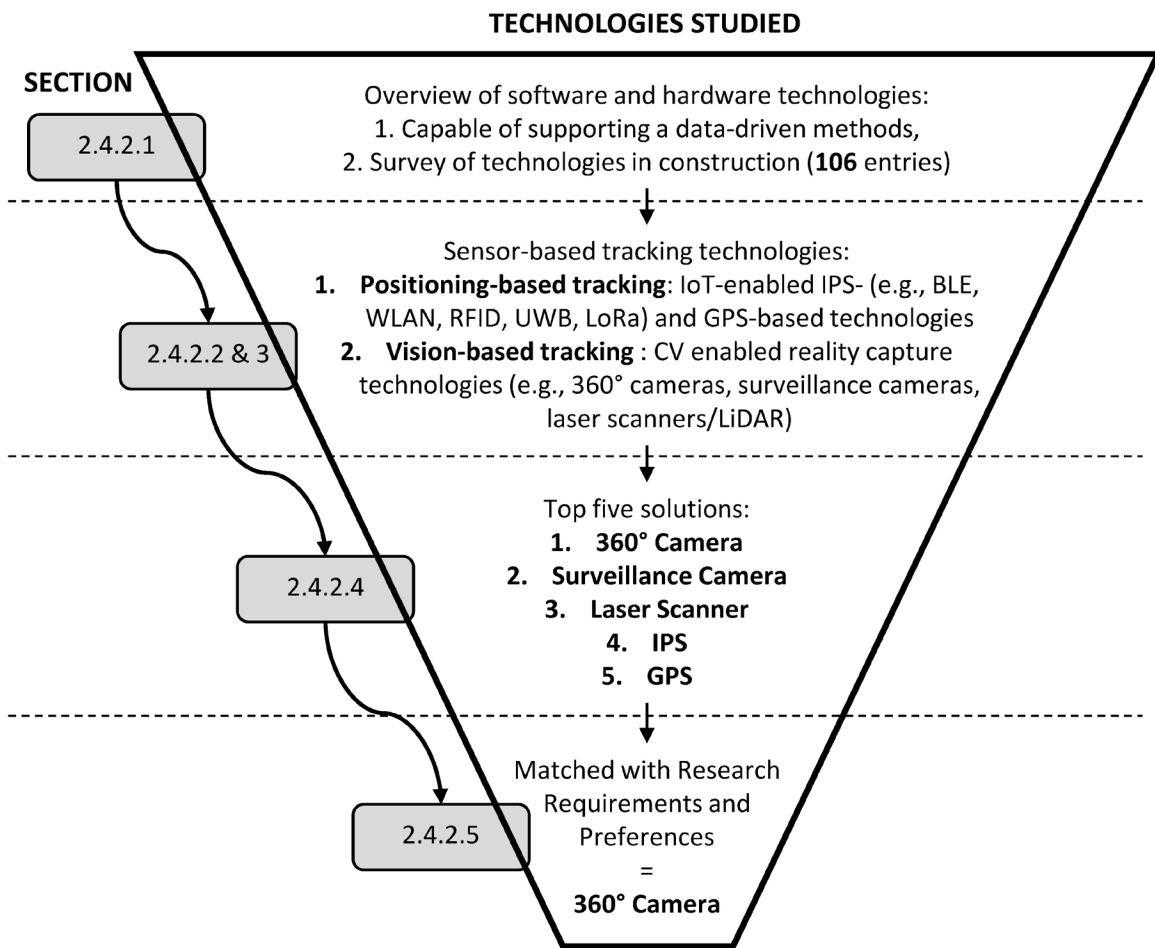 TECHNOLOGIES STUDIED
SECTION
2.4.2.1
Overview of software and hardware technologies:
1. Capable of supporting a data-driven methods,
2. Survey of technologies in construction (106 entries)
2.4.2.2 & 3
Sensor-based tracking technologies:
1. Positioning-based tracking: IoT-enabled IPS- (e.g., BLE,
WLAN, RFID, UWB, LoRa) and GPS-based technologies
2. Vision-based tracking : CV enabled reality capture
technologies (e.g., 360° cameras, surveillance cameras,
laser scanners/LiDAR)
2.4.2.4
Top five solutions:
1. 360° Camera
2. Surveillance Camera
3. Laser Scanner
4. IPS
5. GPS
2.4.2.5
Matched with Research
Requirements and
Preferences
=
360° Camera